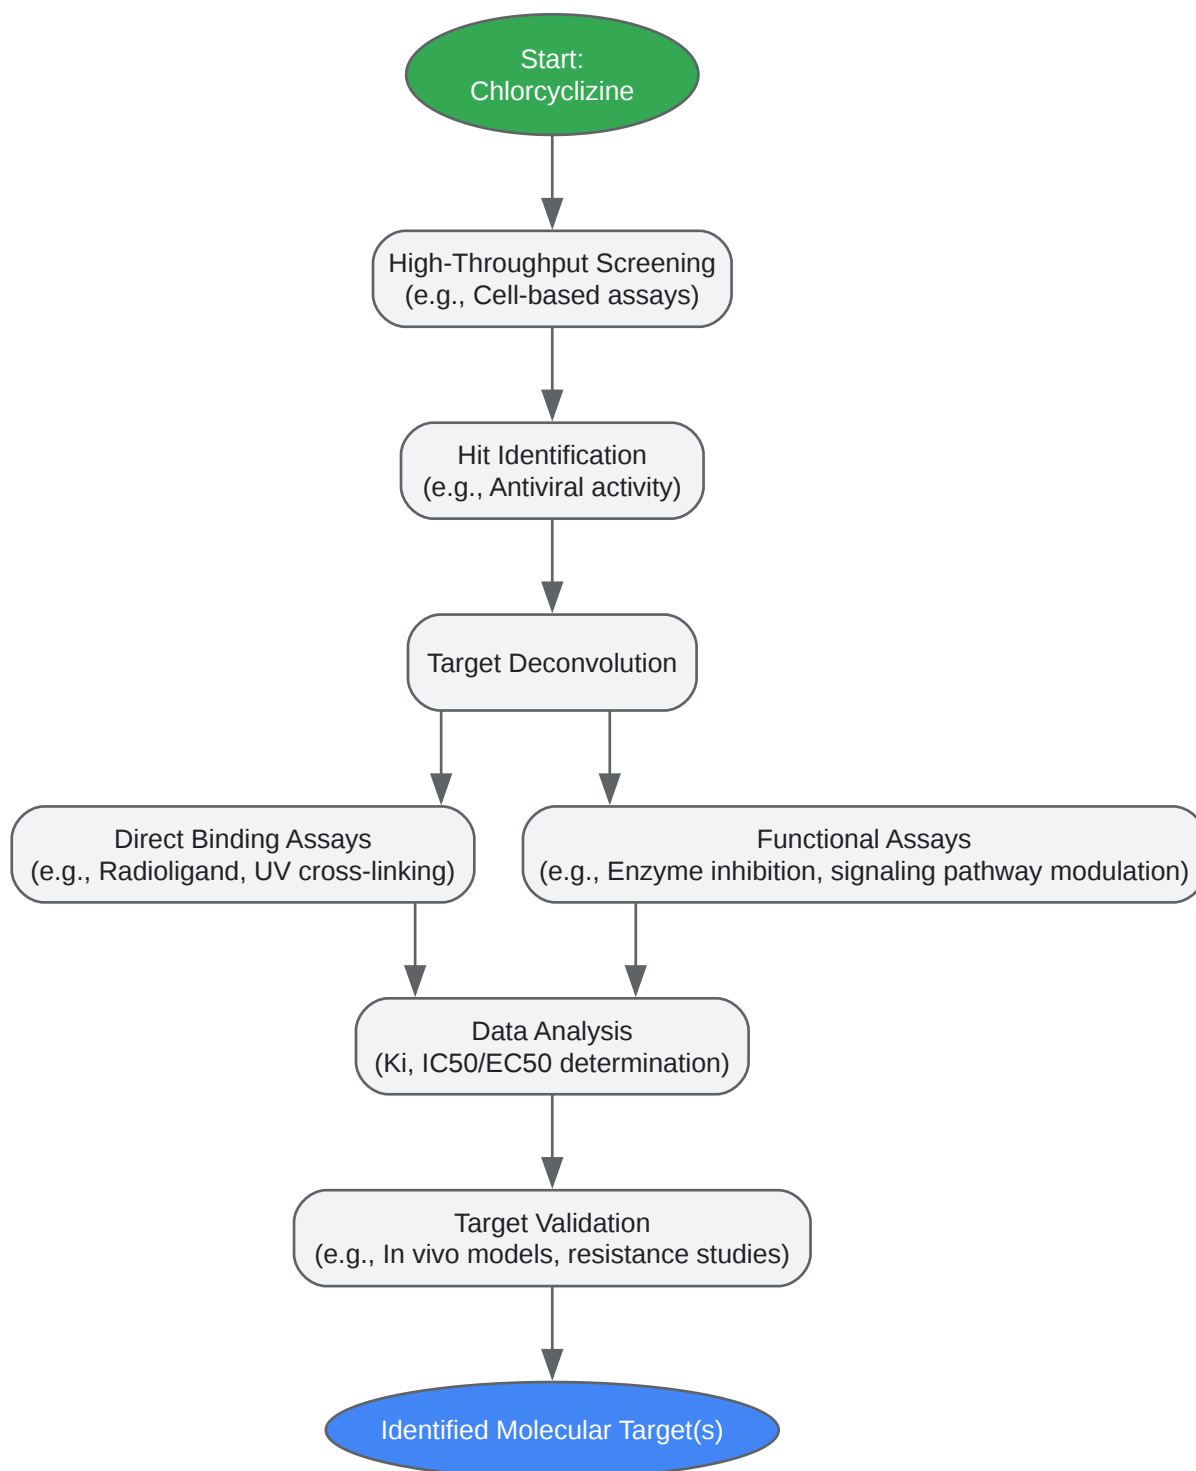 Start:
Chlorcyclizine
High-Throughput Screening
(e.g., Cell-based assays)
Hit Identification
(e.g., Antiviral activity)
Target Deconvolution
Direct Binding Assays
(e.g., Radioligand, UV cross-linking)
Functional Assays
(e.g., Enzyme inhibition, signaling pathway modulation)
Data Analysis
(Ki, IC50/EC50 determination)
Target Validation
(e.g., In vivo models, resistance studies)
Identified Molecular Target(s)